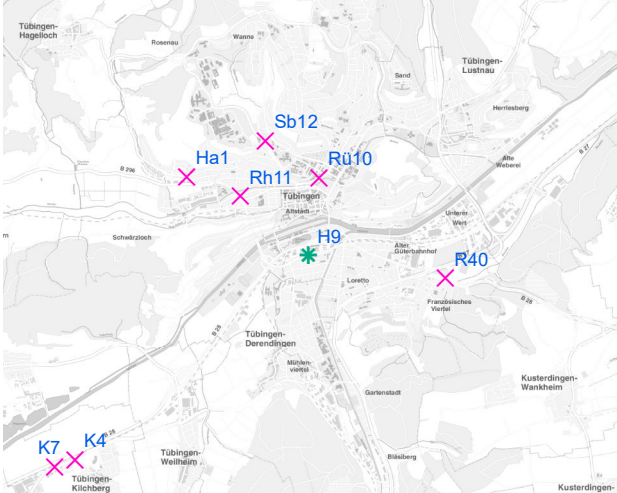 Tübingen-
Hagelloch
Rosenau
Wanne
Sand
Tübingen-
Lustnau
Herrlesberg
Sb12
B 27
Alte
Weberei
B 296
Ha1
Rh11
Rü10
Tübingen
Altstadt
Unterer
Wert
Schwärzloch
H9
Alter
Güterbahnhof
R40
Loretto
B 28
Französisches
Viertel
B 28
Tübingen-
Derendingen
Mühlen-
viertel
Gartenstadt
Kusterdingen-
Wankheim
B 28
K7
K4
Tübingen-
Weilheim
Bläsiberg
Tübingen-
Kilchberg
Kusterdingen-